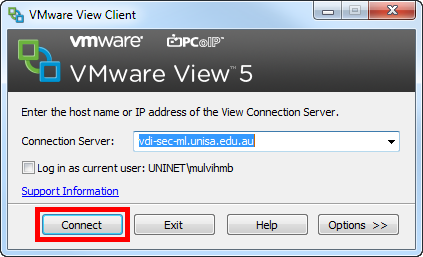 VMware View Client
vmware PCoIP
VMware View™ 5
Enter the host name or IP address of the View Connection Server.
Connection Server: vdi-sec-ml.unisa.edu.au
Log in as current user: UNINET\mulvihmb
Support Information
Connect Exit Help Options >>